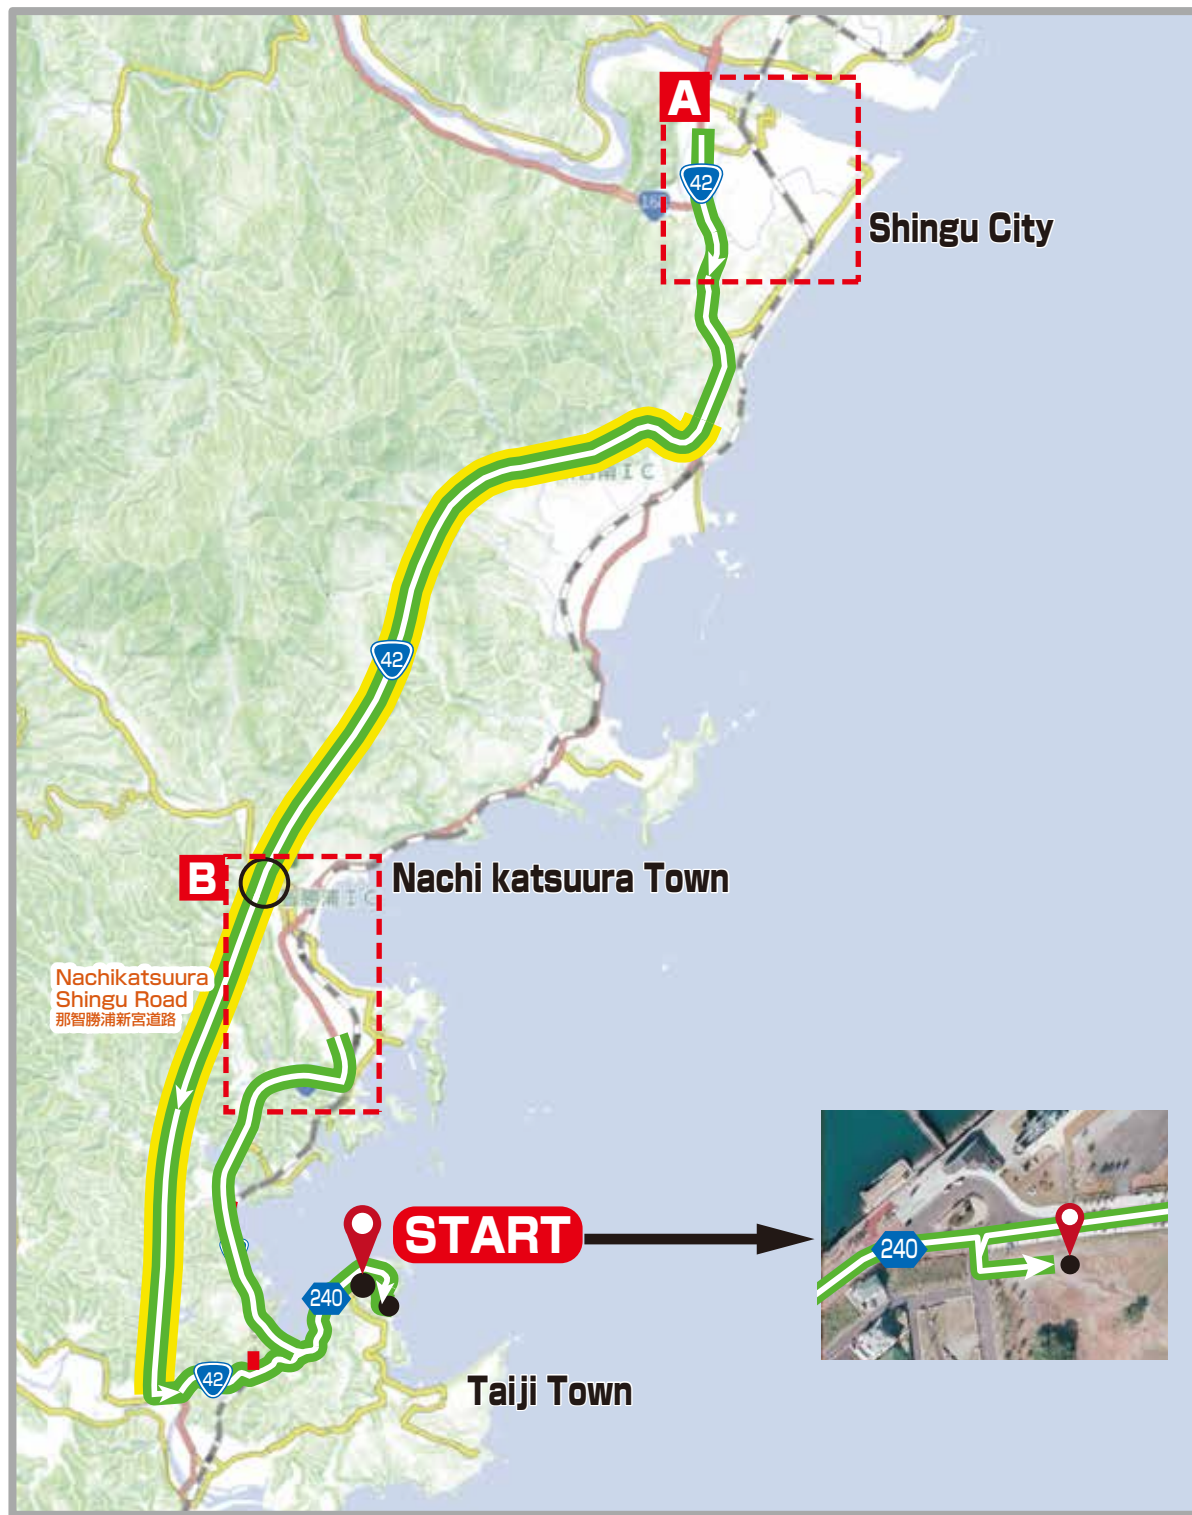 A
42
168
Shingu City
42
B
Nachi katsuura Town
Nachikatsuura
Shingu Road
那智勝浦新宮道路
START
240
240
42
Taiji Town